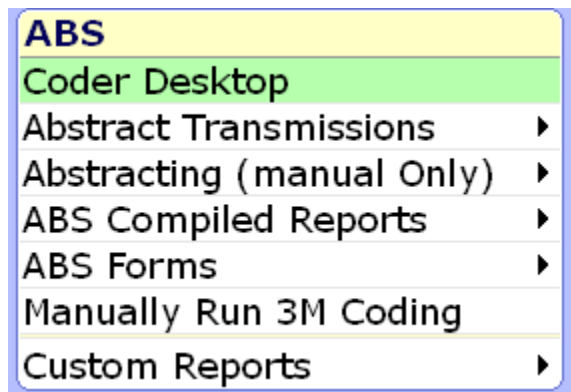 ABS
Coder Desktop
Abstract Transmissions
Abstracting (manual Only)
ABS Compiled Reports
ABS Forms
Manually Run 3M Coding
Custom Reports